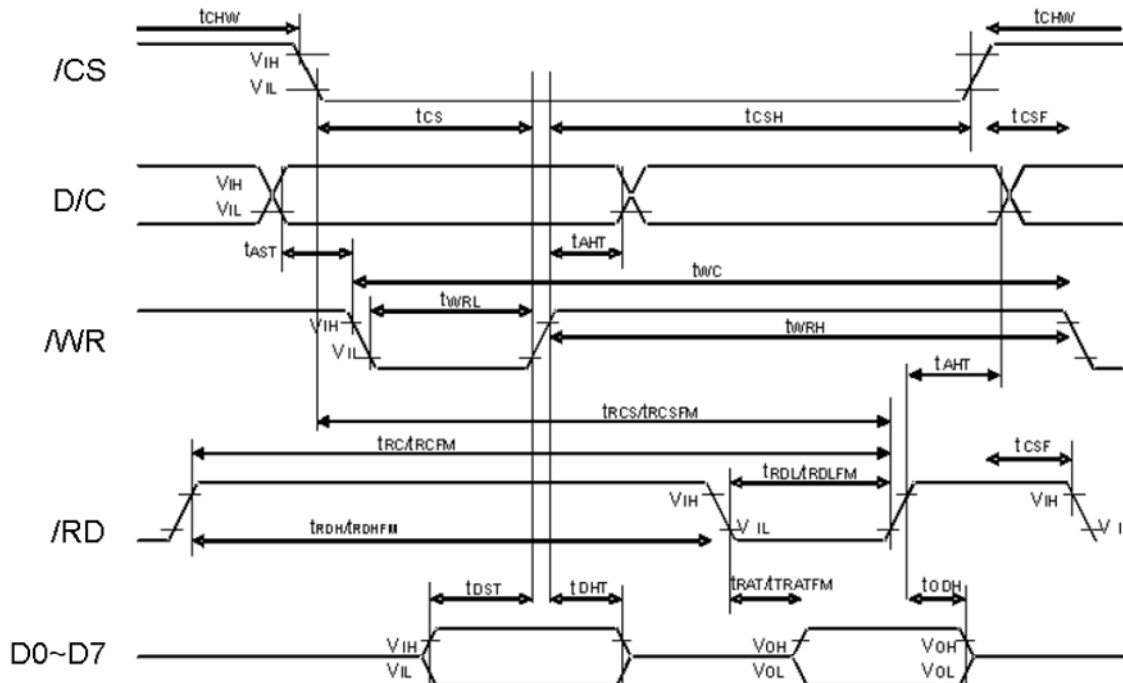 tCHW tCHW
/CS
VIH
VIL
tCS tCSH tCSF
D/C
VIH
VIL
tAST tAHT
tWC
tWRL
/WR
VIH
VIL
tWRH
tAHT
tRCS/tRCSFM
tRC/tRCFM
tCSF
tRDL/tRDLFM
VIH VIH
/RD
VIL V I
tRDH/tRDHFM
tDST tDHT tRAT/tTRATFM tODH
D0~D7
VIH VOH VOH
VIL VOL VOL